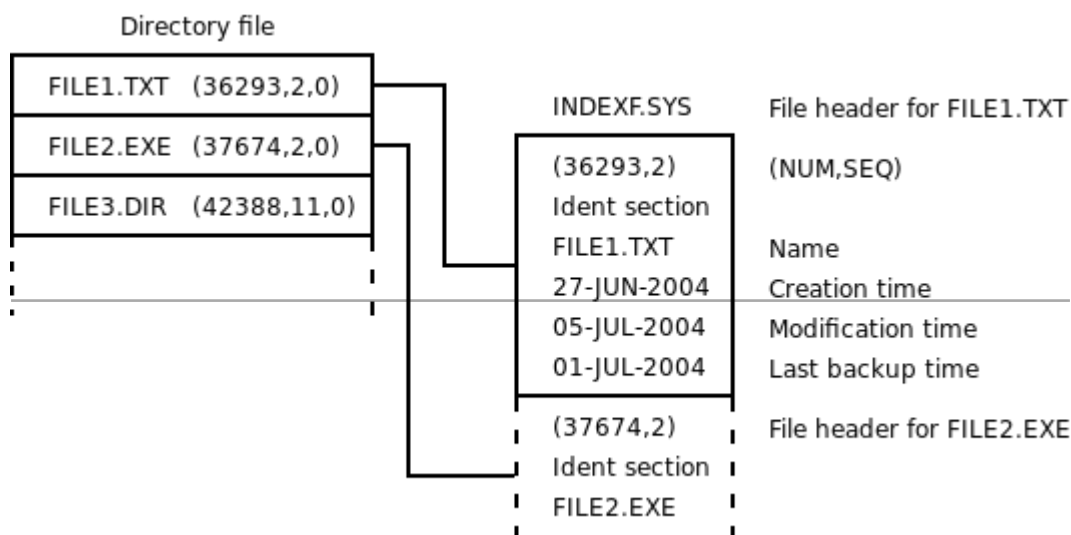 Directory file
FILE1.TXT (36293,2,0)
FILE2.EXE (37674,2,0)
FILE3.DIR (42388,11,0)
INDEXF.SYS File header for FILE1.TXT
(36293,2) (NUM,SEQ)
Ident section
FILE1.TXT Name
27-JUN-2004 Creation time
05-JUL-2004 Modification time
01-JUL-2004 Last backup time
(37674,2) File header for FILE2.EXE
Ident section
FILE2.EXE